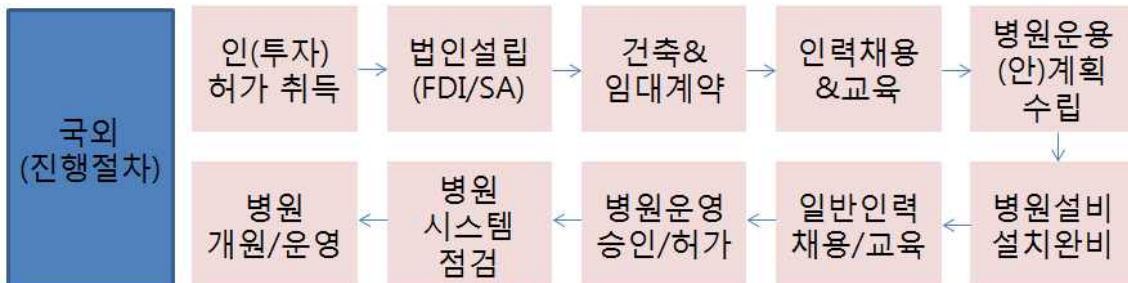 국외
(진행절차)
인(투자)
허가 취득
법인설립
(FDI/SA)
건축&
임대계약
인력채용
&교육
병원운용
(안)계획
수립
병원설비
설치완비
일반인력
채용/교육
병원운영
승인/허가
병원
시스템
점검
병원
개원/운영